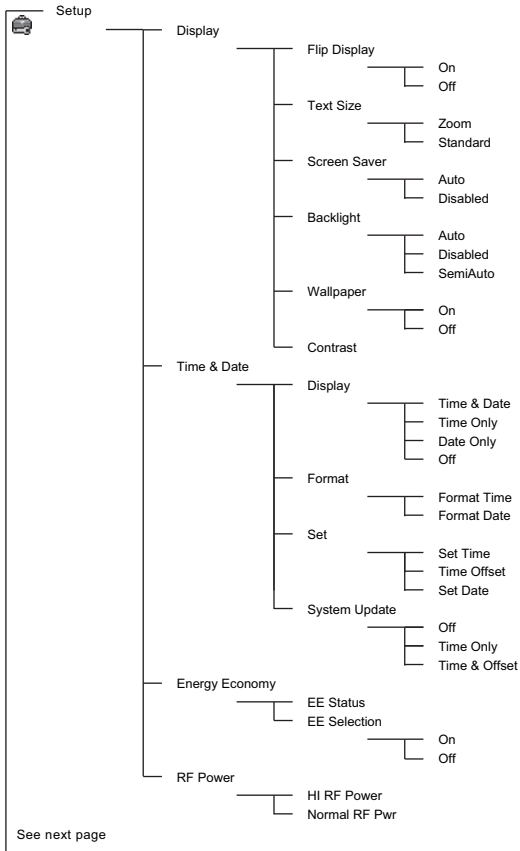 Setup
Display
Flip Display
On
Off
Text Size
Zoom
Standard
Screen Saver
Auto
Disabled
Backlight
Auto
Disabled
SemiAuto
Wallpaper
On
Off
Contrast
Time & Date
Display
Time & Date
Time Only
Date Only
Off
Format
Format Time
Format Date
Set
Set Time
Time Offset
Set Date
System Update
Off
Time Only
Time & Offset
Energy Economy
EE Status
EE Selection
On
Off
RF Power
HI RF Power
Normal RF Pwr
See next page